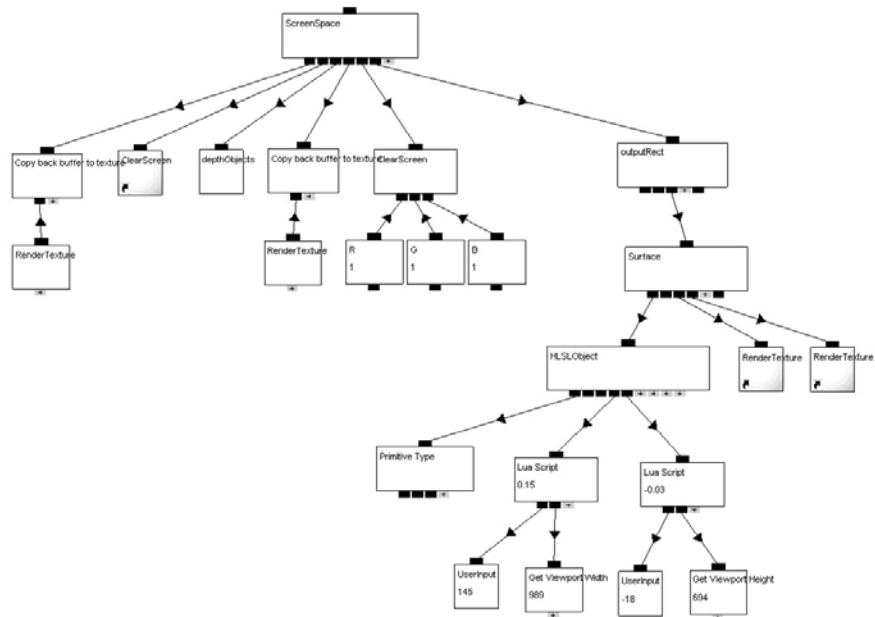 ScreenSpace
Copy back buffer to texture
ClearScreen
depthObjects
Copy back buffer to texture
ClearScreen
outputRect
RenderTexture
RenderTexture
R
1
G
1
B
1
Surface
HLSLObject
RenderTexture
RenderTexture
Primitive Type
Lua Script
0.15
Lua Script
-0.03
UserInput
145
Get Viewport Width
989
UserInput
-18
Get Viewport Height
694